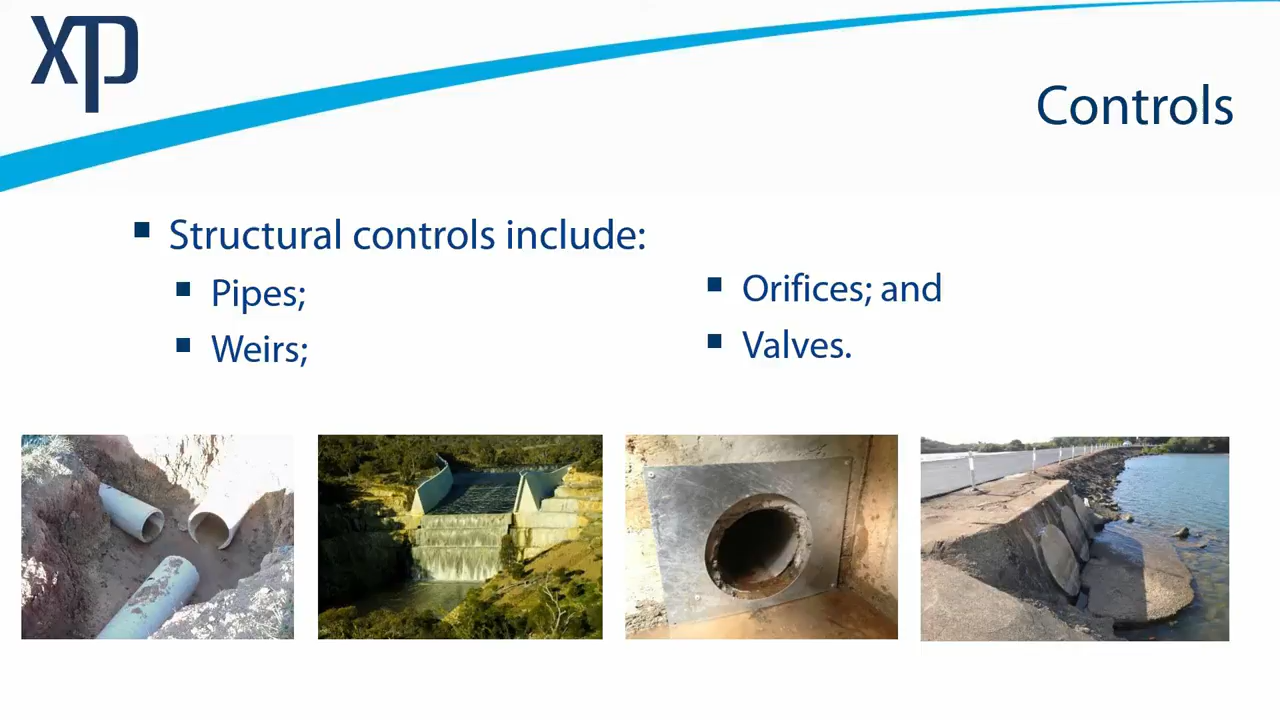 xp
Controls
Structural controls include:
Pipes;
Weirs;
Orifices; and
Valves.